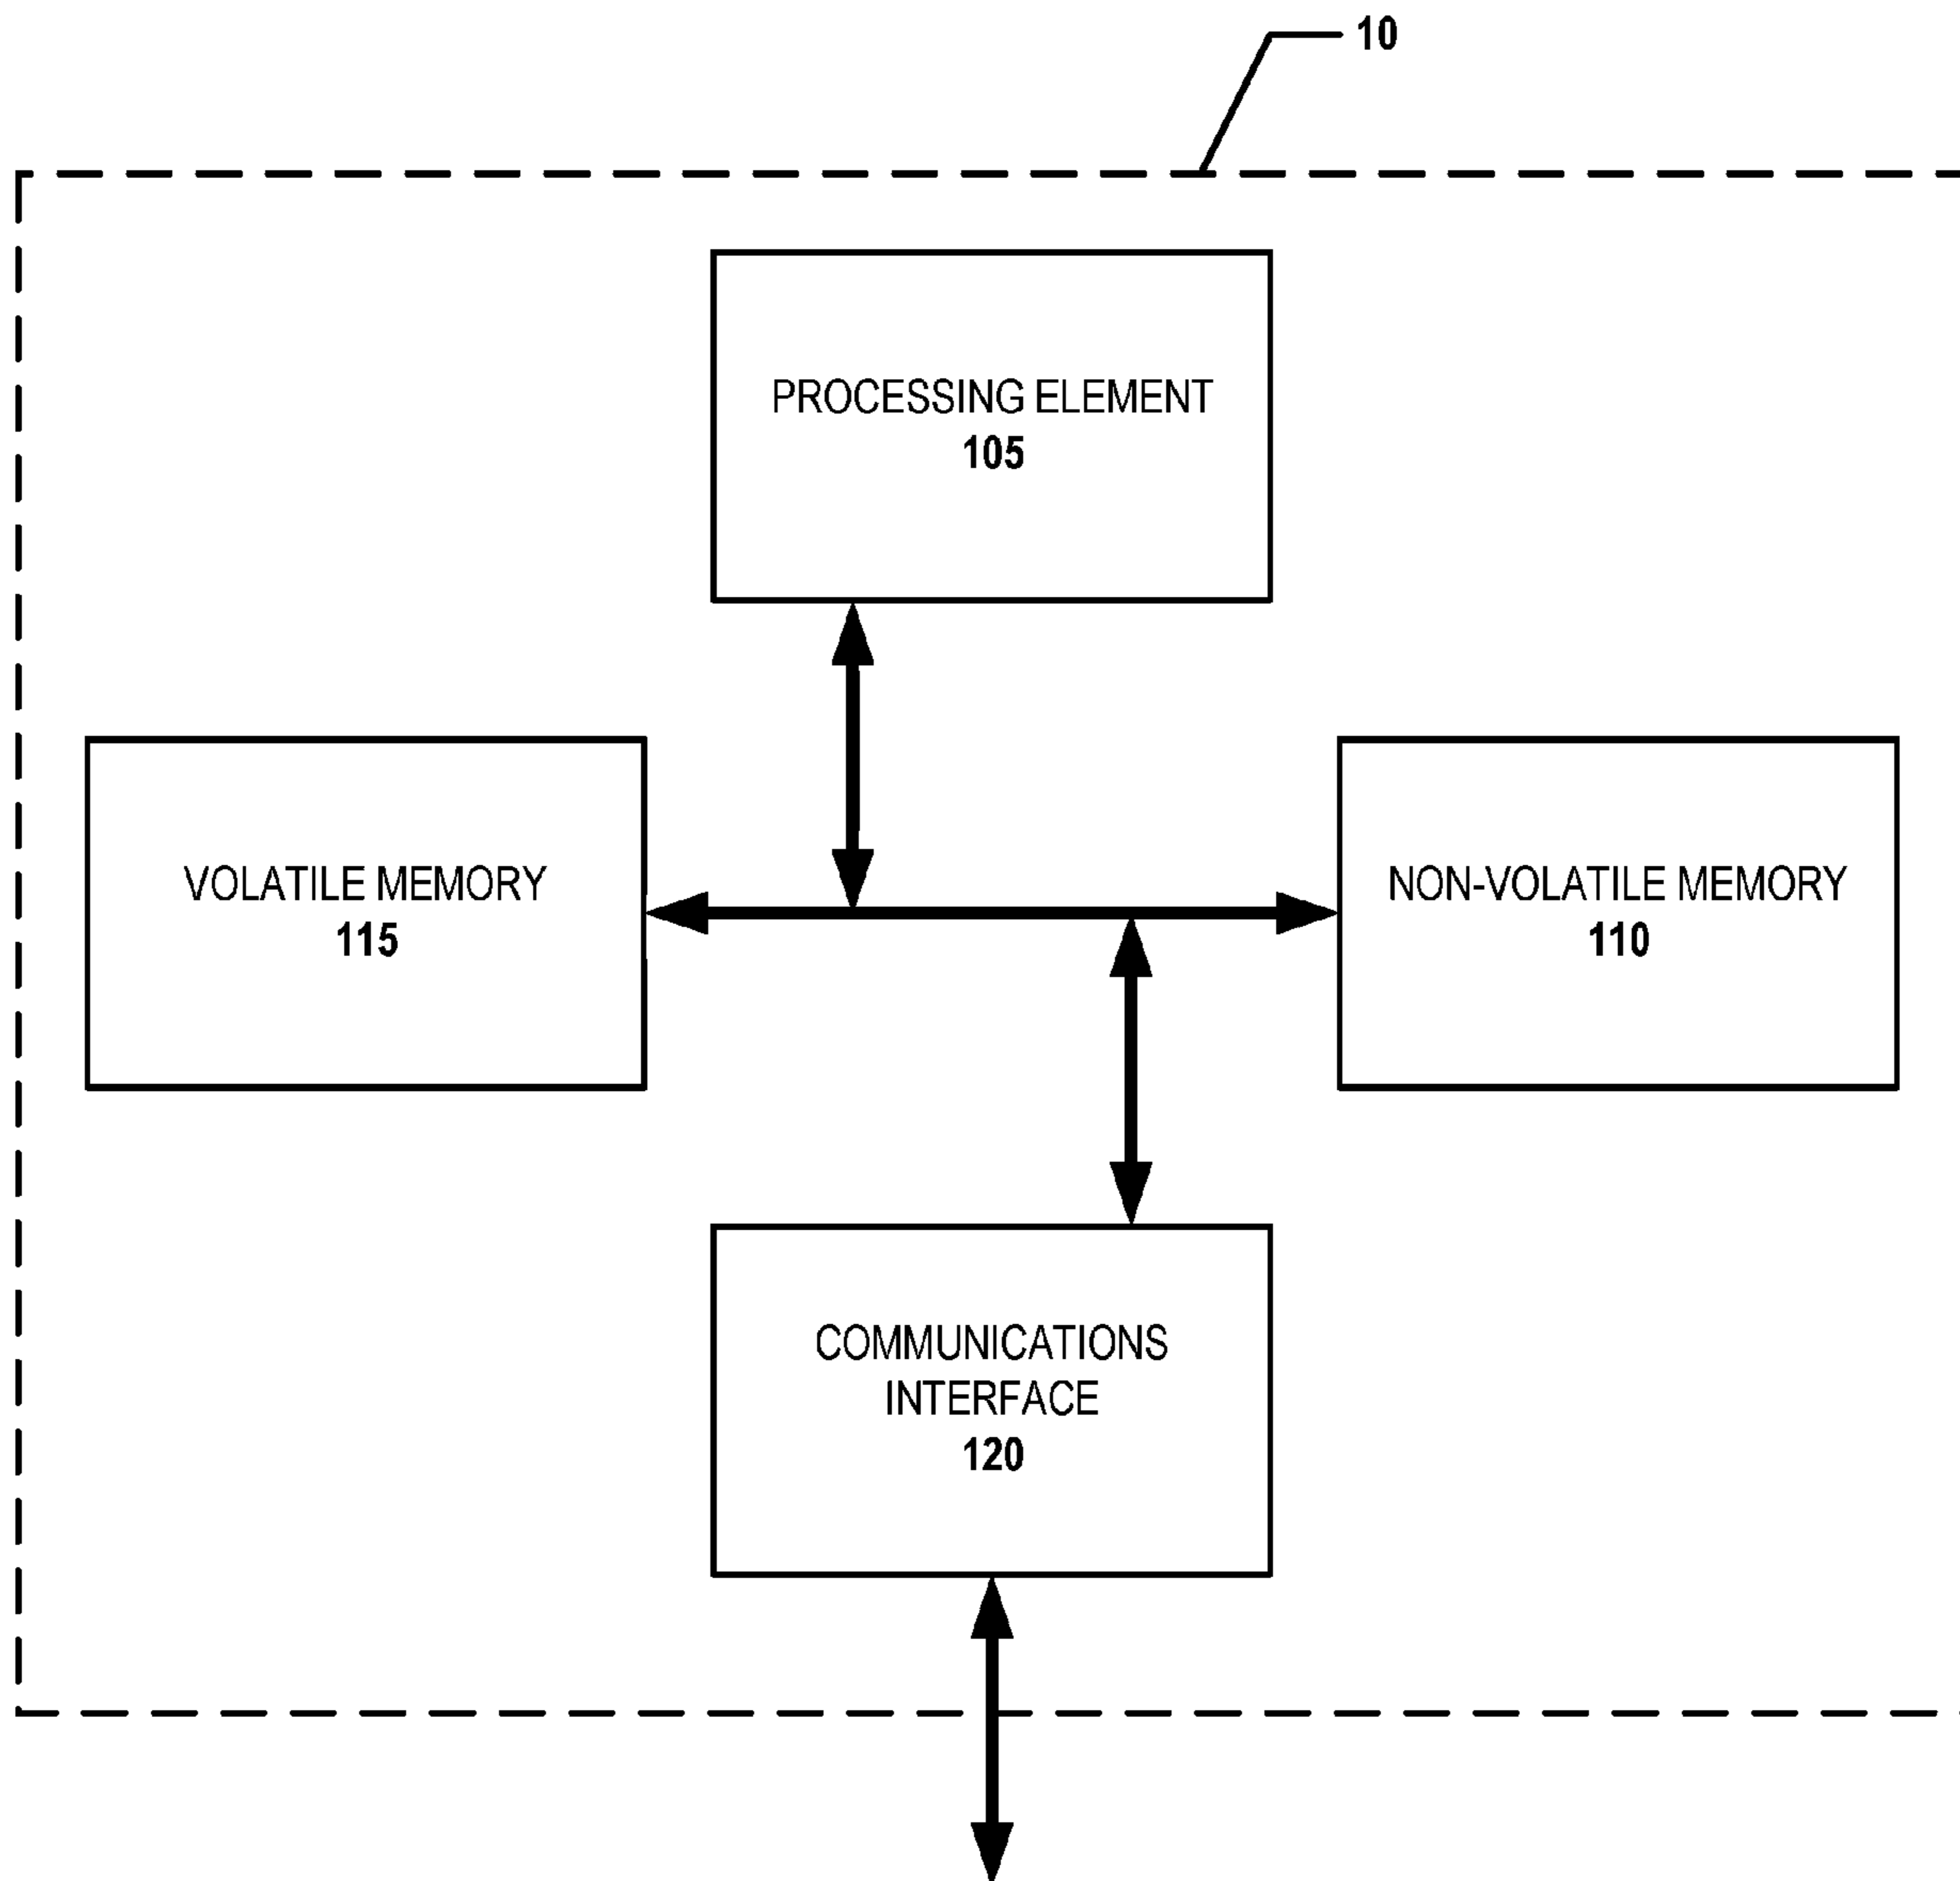 10
PROCESSING ELEMENT
105
VOLATILE MEMORY
115
NON-VOLATILE MEMORY
110
COMMUNICATIONS
INTERFACE
120